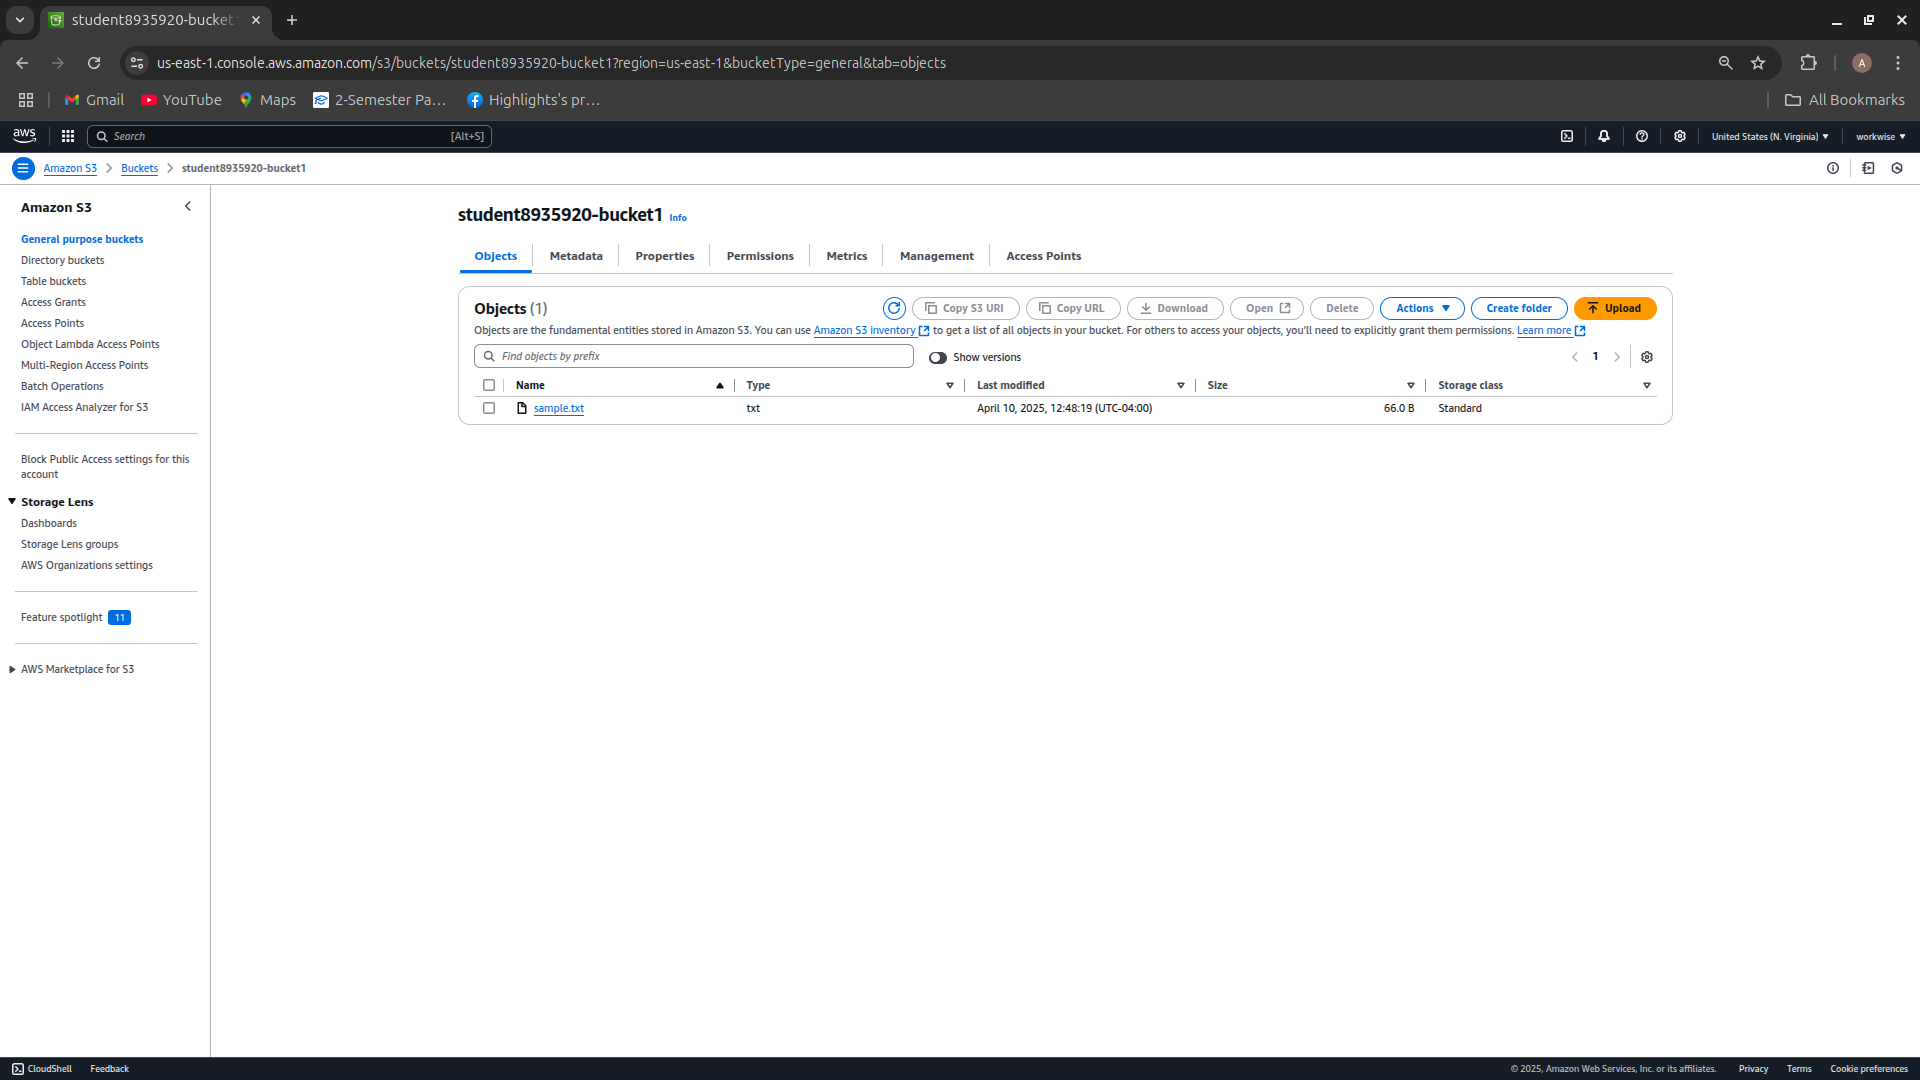 student8935920-bucket
us-east-1.console.aws.amazon.com/s3/buckets/student8935920-bucket1?region=us-east-1&bucketType=general&tab=objects
A
Gmail
YouTube
Maps
2-Semester Pa...
Highlights's pr...
All Bookmarks
aws
Search
[Alt+S]
United States (N. Virginia)
workwise
Amazon S3
Buckets
student8935920-bucket1
Amazon S3
General purpose buckets
Directory buckets
Table buckets
Access Grants
Access Points
Object Lambda Access Points
Multi-Region Access Points
Batch Operations
IAM Access Analyzer for S3
Block Public Access settings for this
account
Storage Lens
Dashboards
Storage Lens groups
AWS Organizations settings
Feature spotlight 11
AWS Marketplace for S3
student8935920-bucket1 Info
Objects
Metadata
Properties
Permissions
Metrics
Management
Access Points
Objects (1)
Copy S3 URI
Copy URL
Download
Open
Delete
Actions
Create folder
Upload
Objects are the fundamental entities stored in Amazon S3. You can use Amazon S3 inventory to get a list of all objects in your bucket. For others to access your objects, you'll need to explicitly grant them permissions. Learn more
Find objects by prefix
Show versions
1
Name
Type
Last modified
Size
Storage class
sample.txt
txt
April 10, 2025, 12:48:19 (UTC-04:00)
66.0 B
Standard
CloudShell
Feedback
© 2025, Amazon Web Services, Inc. or its affiliates.
Privacy
Terms
Cookie preferences